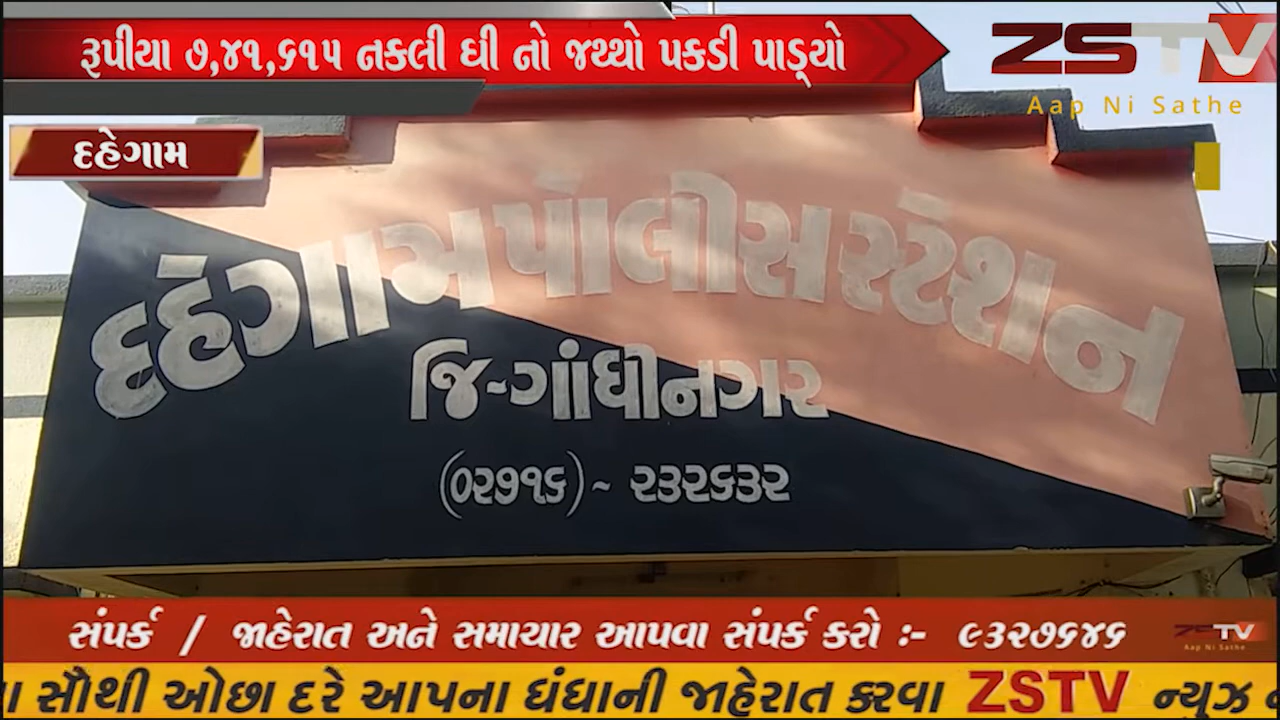 રૂપીયા ૭,૪૧,૬૧૫ નકલી ઘી નો જથ્થો પકડી પાડ્યો
ZSTV
Aap Ni Sathe
દહેગામ
દહેગામ પોલીસ સ્ટેશન
જિ-ગાંધીનગર
(૦૨૭૧૬)~ ૨૩૨૬૩૨
સંપર્ક / જાહેરાત અને સમાચાર આપવા સંપર્ક કરો :- ૯૩૨૭૬૪૬
ZSTV
Aap Ni Sathe
સૌથી ઓછા દરે આપના ધંધાની જાહેરાત કરવા ZSTV ન્યૂઝ